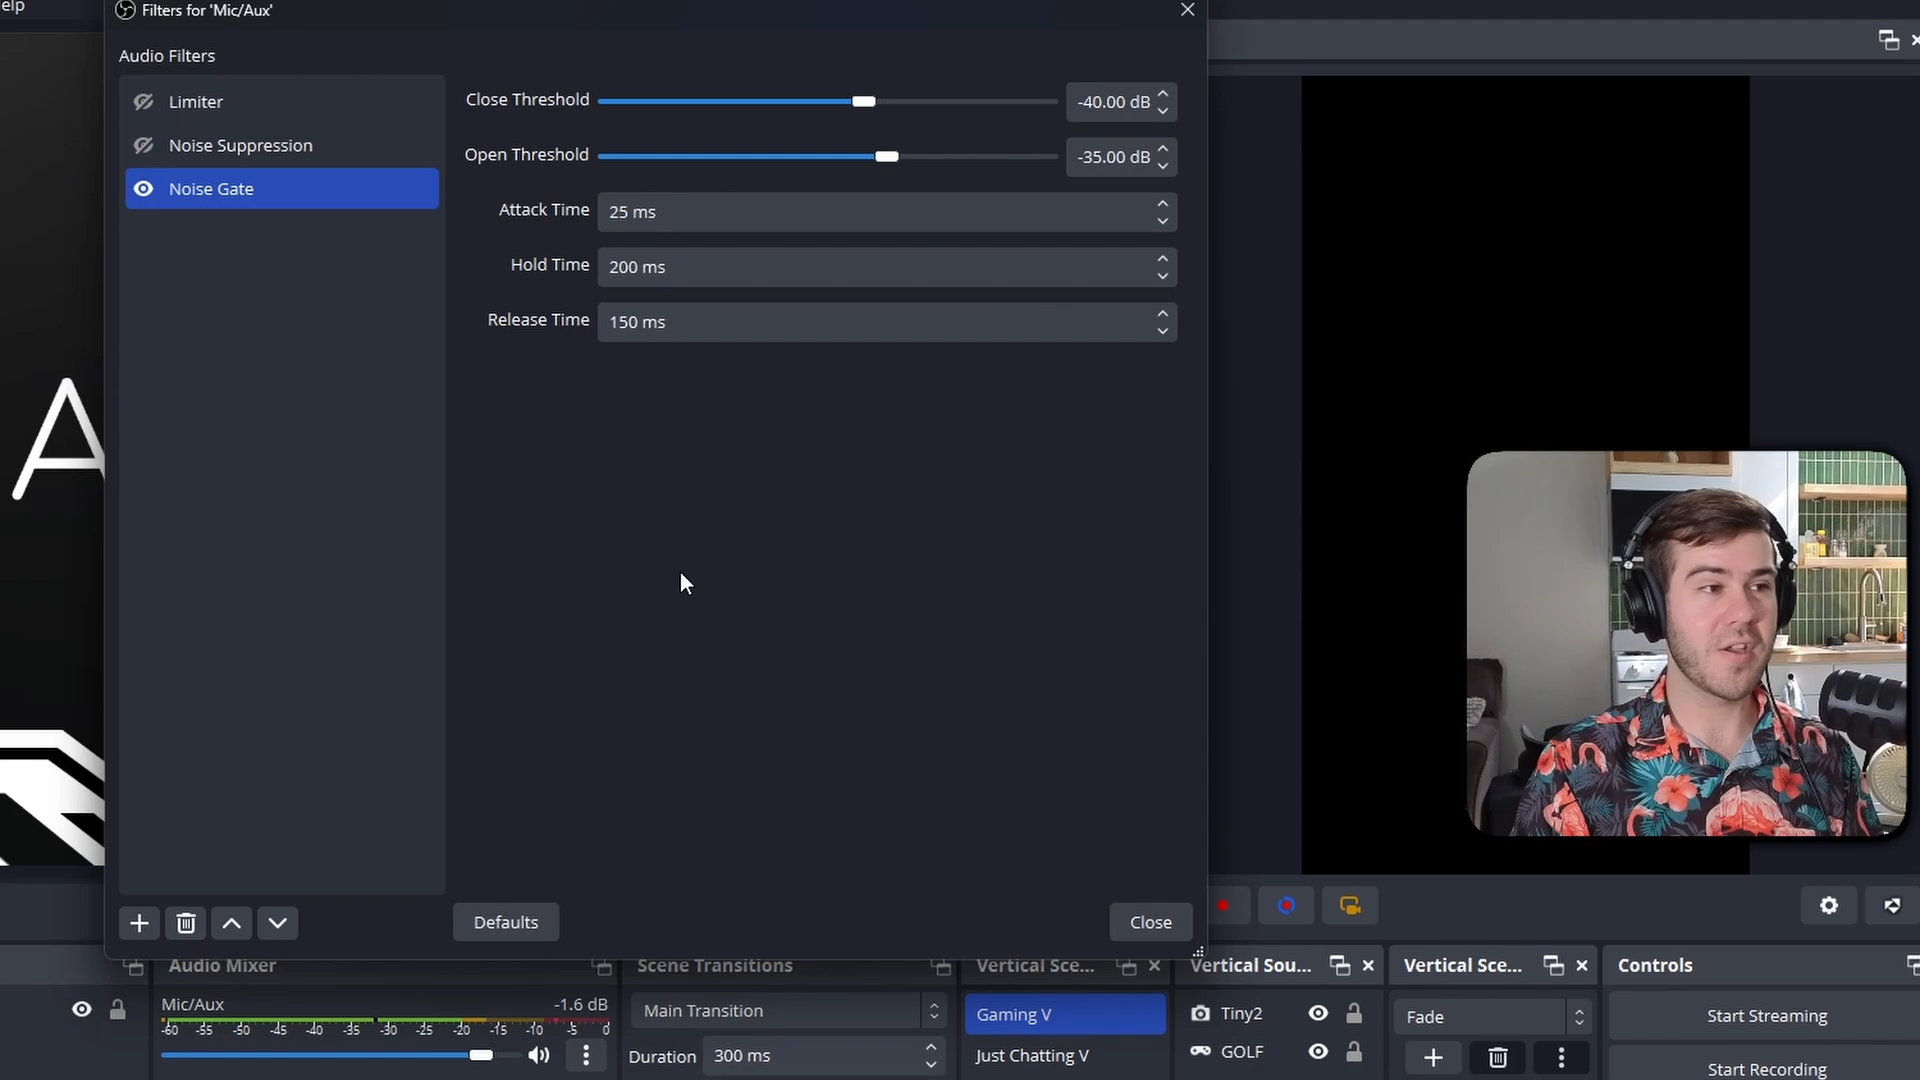 elp
Filters for 'Mic/Aux'
Audio Filters
Limiter
Noise Suppression
Noise Gate
Close Threshold
-40.00 dB
Open Threshold
-35.00 dB
Attack Time
25 ms
Hold Time
200 ms
Release Time
150 ms
A
Defaults
Close
Audio Mixer
Scene Transitions
Vertical Sce...
Vertical Sou...
Vertical Sce...
Controls
Mic/Aux
-1.6 dB
-60 -55 -50 -45 -40 -35 -30 -25 -20 -15 -10 -5 0
Main Transition
Duration
300 ms
Gaming V
Just Chatting V
Tiny2
GOLF
Fade
Start Streaming
Start Recording